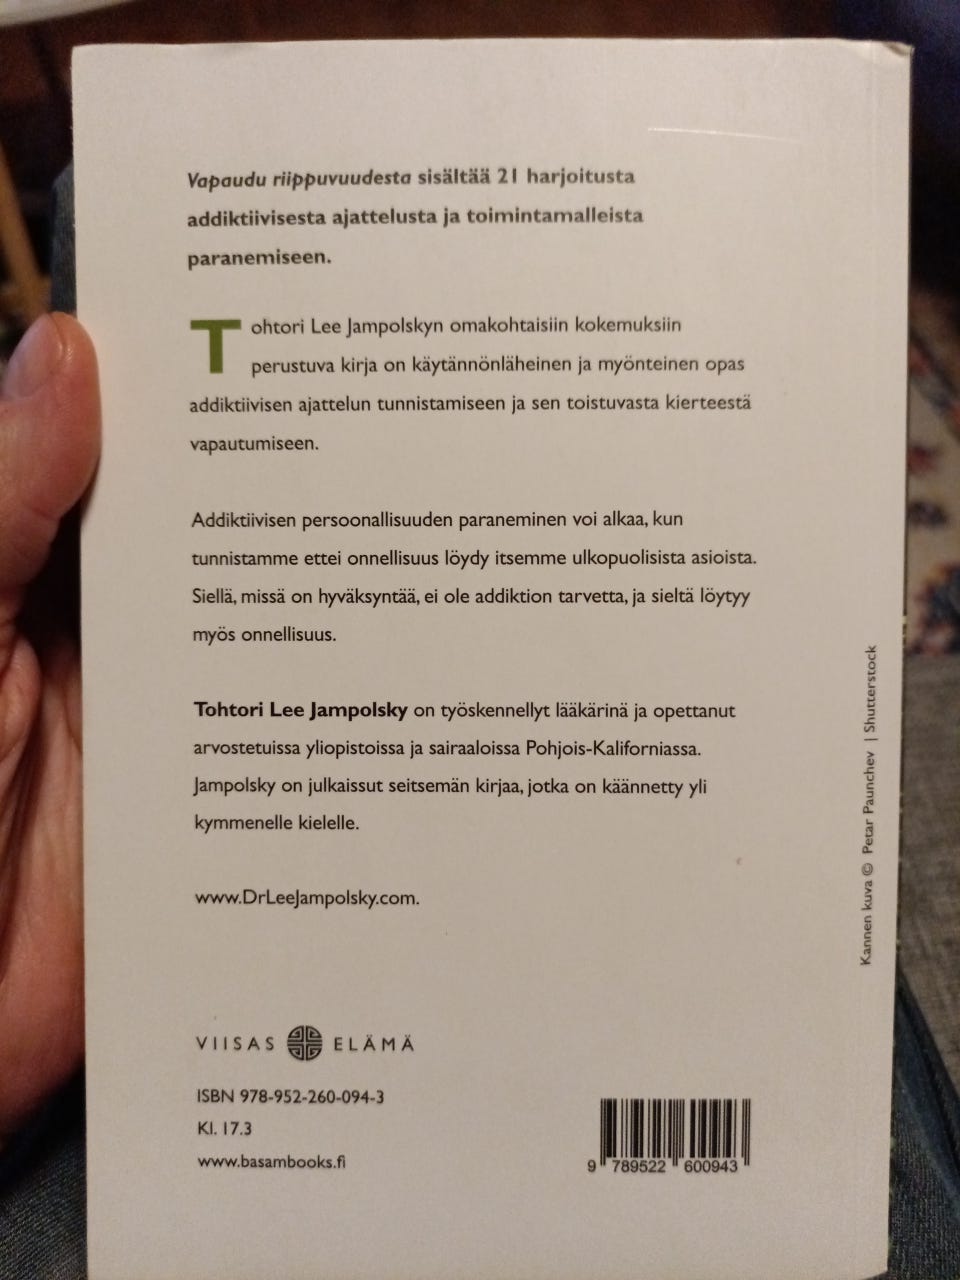 Vapaudu riippuvuudesta sisältää 21 harjoitusta
addiktiivisesta ajattelusta ja toimintamalleista
paranemiseen.
Tohtori Lee Jampolskyn omakohtaisiin kokemuksiin
perustuva kirja on käytännönläheinen ja myönteinen opas
addiktiivisen ajattelun tunnistamiseen ja sen toistuvasta kierteestä
vapautumiseen.
Addiktiivisen persoonallisuuden paraneminen voi alkaa, kun
tunnistamme ettei onnellisuus löydy itsemme ulkopuolisista asioista.
Siellä, missä on hyväksyntää, ei ole addiktion tarvetta, ja sieltä löytyy
myös onnellisuus.
Tohtori Lee Jampolsky on työskennellyt lääkärinä ja opettanut
arvostetuissa yliopistoissa ja sairaaloissa Pohjois-Kaliforniassa.
Jampolsky on julkaissut seitsemän kirjaa, jotka on käännetty yli
kymmenelle kielelle.
www.DrLeeJampolsky.com.
Kannen kuva © Petar Paunchev | Shutterstock
VIISAS ELÄMÄ
ISBN 978-952-260-094-3
Kl. 17.3
www.basambooks.fi
9 789522 600943